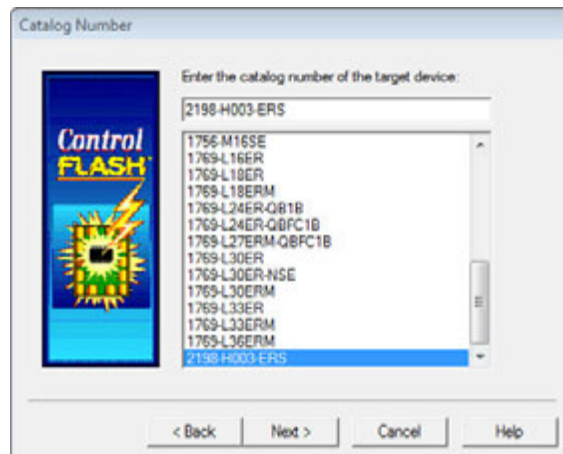 Catalog Number
Enter the catalog number of the target device:
2198-H003-ERS
Control
FLASH
1756-M16SE
1769-L16ER
1769-L18ER
1769-L18ERM
1769-L24ER-QB1B
1769-L24ER-QBFC1B
1769-L27ERM-QBFC1B
1769-L30ER
1769-L30ER-NSE
1769-L30ERM
1769-L33ER
1769-L33ERM
1769-L36ERM
2198-H003-ERS
< Back
Next >
Cancel
Help